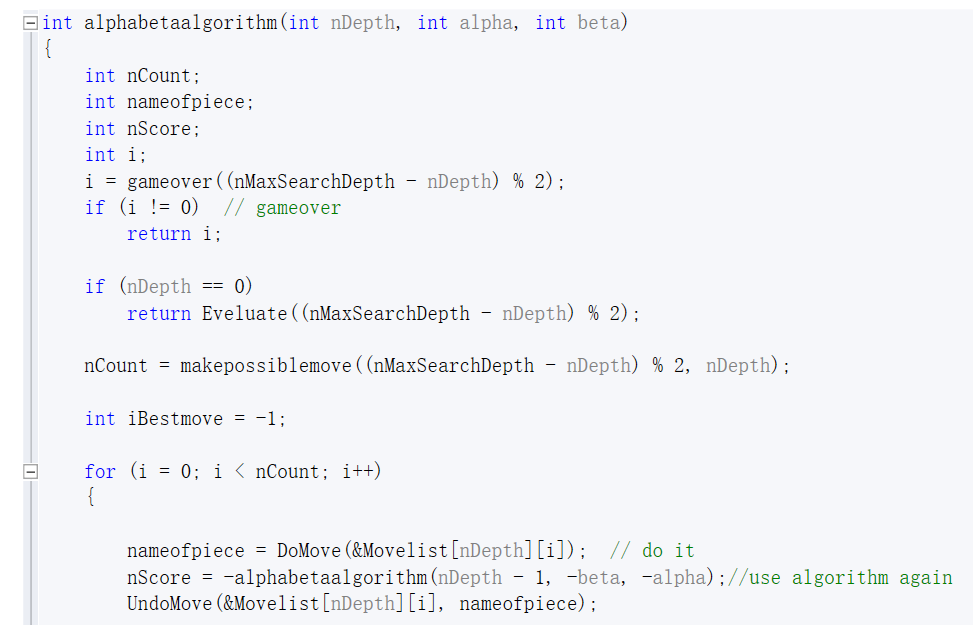 int alphabetaalgorithm(int nDepth, int alpha, int beta)
{
    int nCount;
    int nameofpiece;
    int nScore;
    int i;
    i = gameover((nMaxSearchDepth - nDepth) % 2);
    if (i != 0)  // gameover
        return i;

    if (nDepth == 0)
        return Eveluate((nMaxSearchDepth - nDepth) % 2);

    nCount = makepossiblemove((nMaxSearchDepth - nDepth) % 2, nDepth);

    int iBestmove = -1;

    for (i = 0; i < nCount; i++)
    {

        nameofpiece = DoMove(&Movelist[nDepth][i]);  // do it
        nScore = -alphabetaalgorithm(nDepth - 1, -beta, -alpha);//use algorithm again
        UndoMove(&Movelist[nDepth][i], nameofpiece);